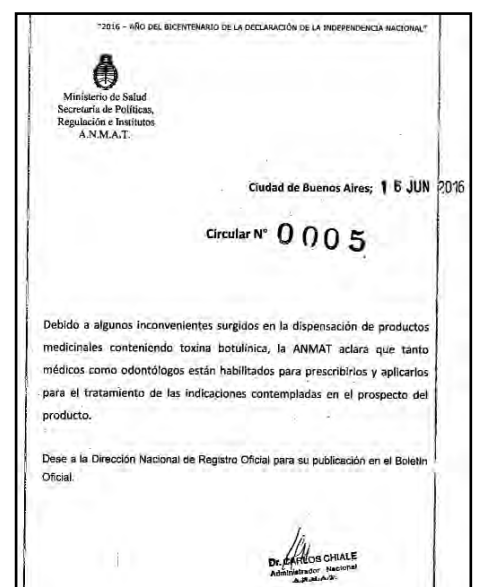 "2016 – AÑO DEL BICENTENARIO DE LA DECLARACIÓN DE LA INDEPENDENCIA NACIONAL"
Ministerio de Salud
Secretaría de Políticas,
Regulación e Institutos
A.N.M.A.T.
Ciudad de Buenos Aires; 1 6 JUN 2016
Circular N° 0005
Debido a algunos inconvenientes surgidos en la dispensación de productos
medicinales conteniendo toxina botulínica, la ANMAT aclara que tanto
médicos como odontólogos están habilitados para prescribirlos y aplicarlos
para el tratamiento de las indicaciones contempladas en el prospecto del
producto.
Dese a la Dirección Nacional de Registro Oficial para su publicación en el Boletín
Oficial.
Dr. CARLOS CHIALE
Administrador Nacional
A.N.M.A.T.